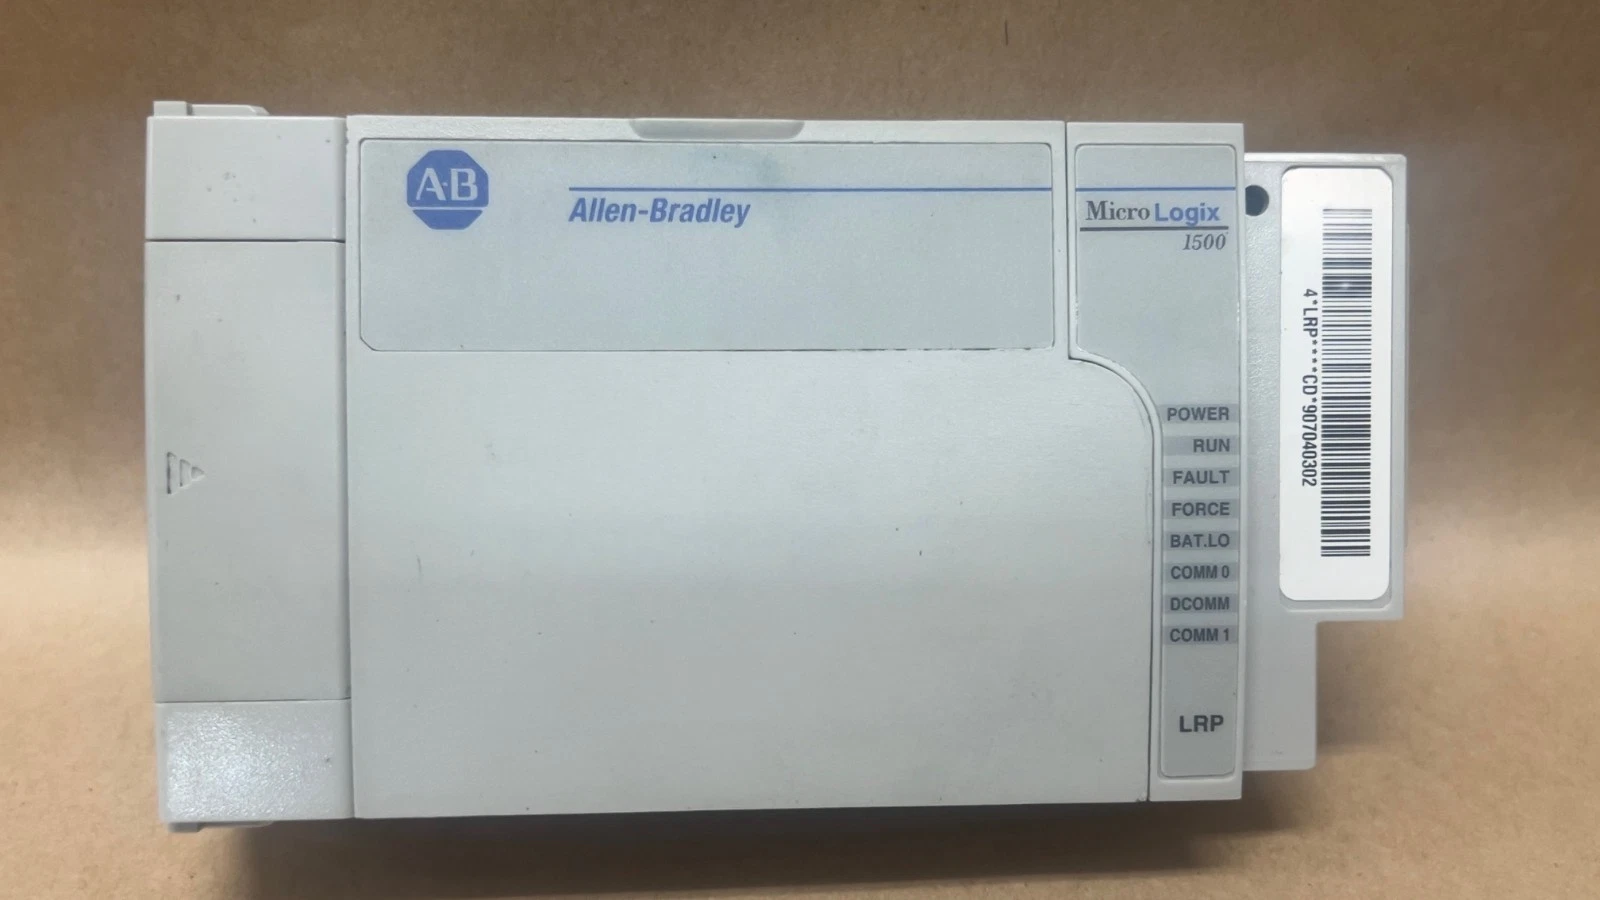 A·B
Allen-Bradley
Micro Logix
1500
POWER
RUN
FAULT
FORCE
BAT.LO
COMM 0
DCOMM
COMM 1
LRP
4*LRP****CD*907040302